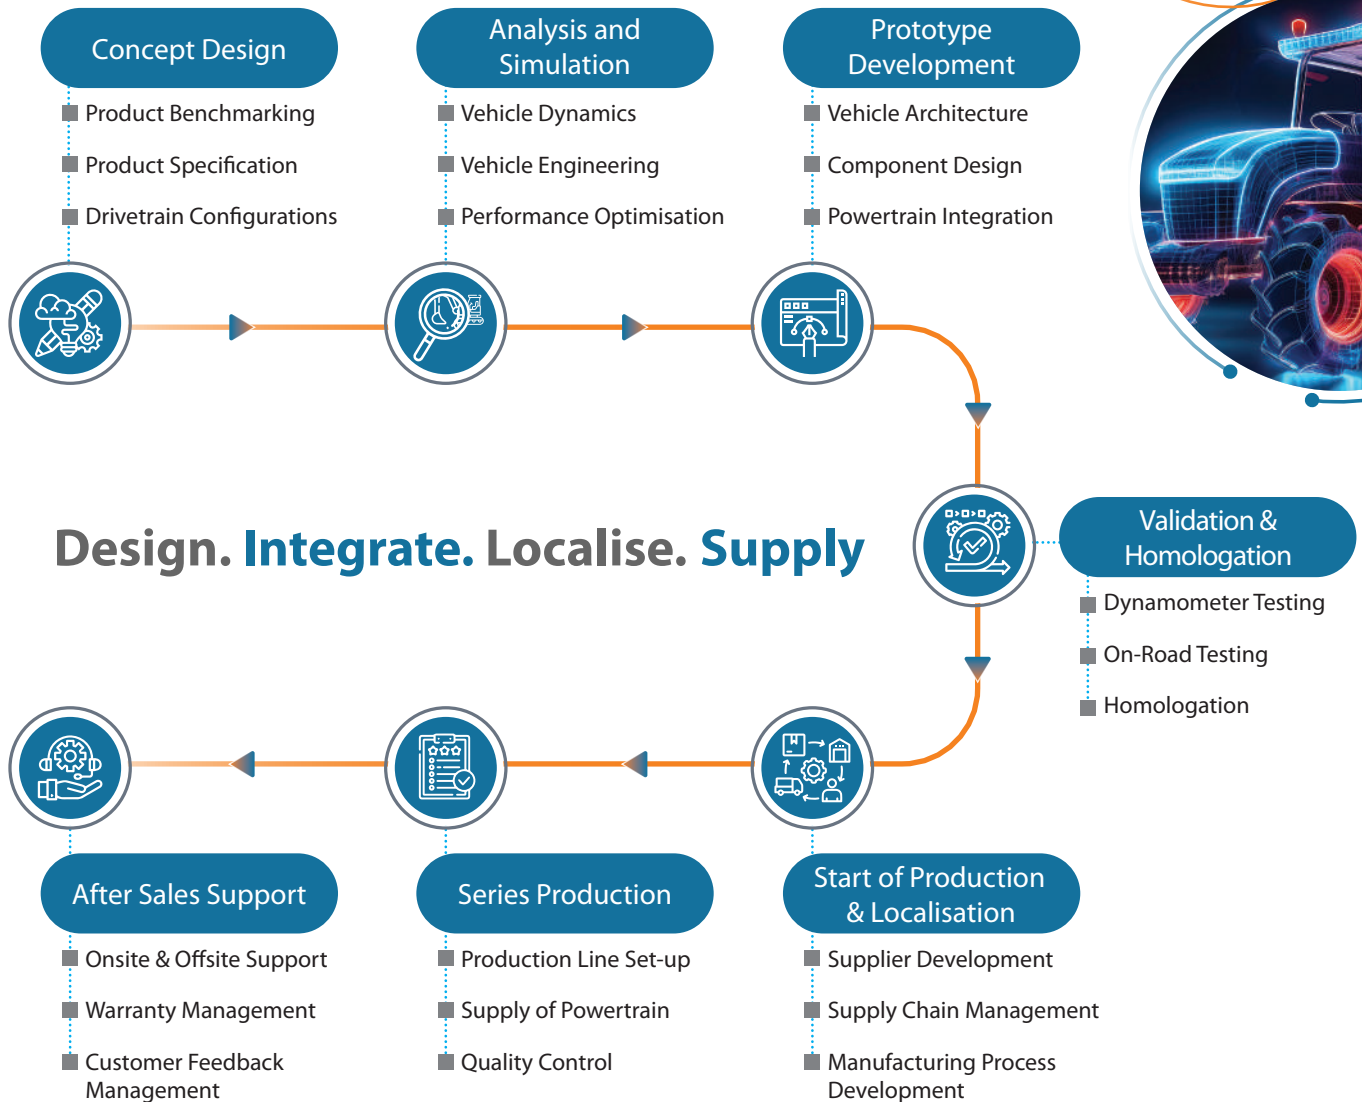 Concept Design
Product Benchmarking
Product Specification
Drivetrain Configurations
Analysis and
Simulation
Vehicle Dynamics
Vehicle Engineering
Performance Optimisation
Prototype
Development
Vehicle Architecture
Component Design
Powertrain Integration
Design. Integrate. Localise. Supply
Validation &
Homologation
Dynamometer Testing
On-Road Testing
Homologation
After Sales Support
Onsite & Offsite Support
Warranty Management
Customer Feedback
Management
Series Production
Production Line Set-up
Supply of Powertrain
Quality Control
Start of Production
& Localisation
Supplier Development
Supply Chain Management
Manufacturing Process
Development